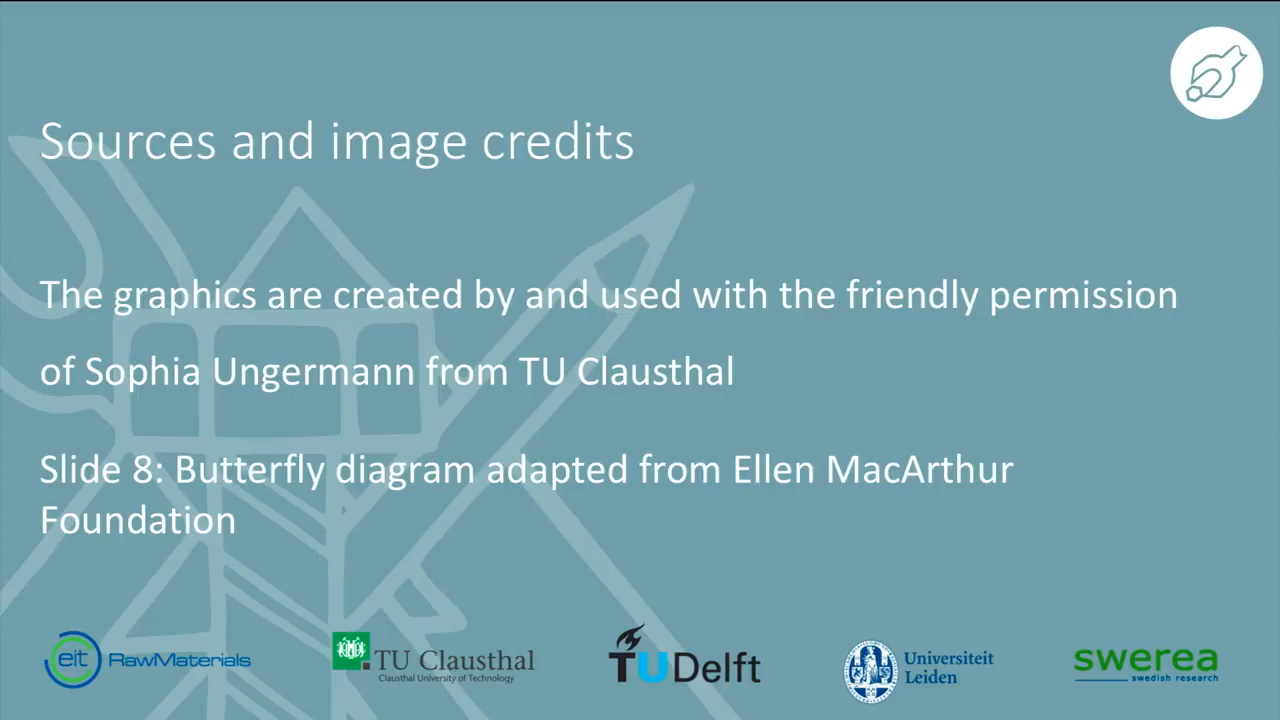 Sources and image credits
The graphics are created by and used with the friendly permission
of Sophia Ungermann from TU Clausthal
Slide 8: Butterfly diagram adapted from Ellen MacArthur
Foundation
eit RawMaterials
TU Clausthal
Clausthal University of Technology
TU Delft
Universiteit
Leiden
swerea
swedish research